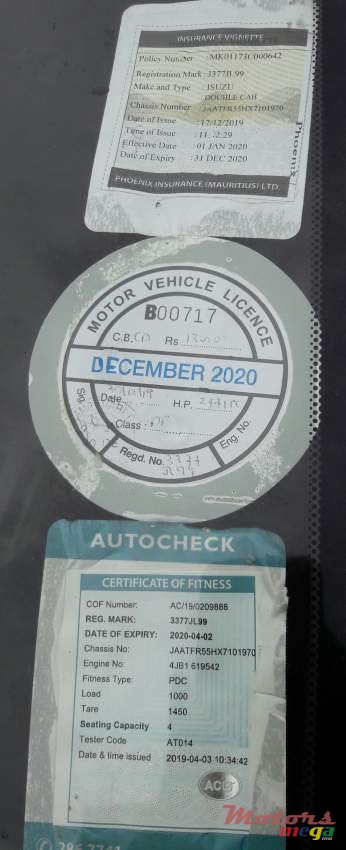 INSURANCE VIGNETTE
Policy Number : MK01173C000642
Registration Mark : 3377JL99
Make and Type : ISUZU
DOUBLE CAB
Chassis Number : JAATFR55HX7101970
Date of Issue : 17/12/2019
Time of Issue : 11: 2:29
Effective Date : 01 JAN 2020
Date of Expiry : 31 DEC 2020
Phoenix
PHOENIX INSURANCE (MAURITIUS) LTD.
MOTOR VEHICLE LICENCE
B00717
C.B. Rs
DECEMBER 2020
Date H.P.
Class :
Sig. Regd. No. 3377 Eng. No.
JL 99
AUTOCHECK
CERTIFICATE OF FITNESS
COF Number: AC/19/0209888
REG. MARK: 3377JL99
DATE OF EXPIRY: 2020-04-02
Chassis No: JAATFR55HX7101970
Engine No: 4JB1 619542
Fitness Type: PDC
Load 1000
Tare 1450
Seating Capacity 4
Tester Code AT014
Date & time issued 2019-04-03 10:34:42
Motors
mega